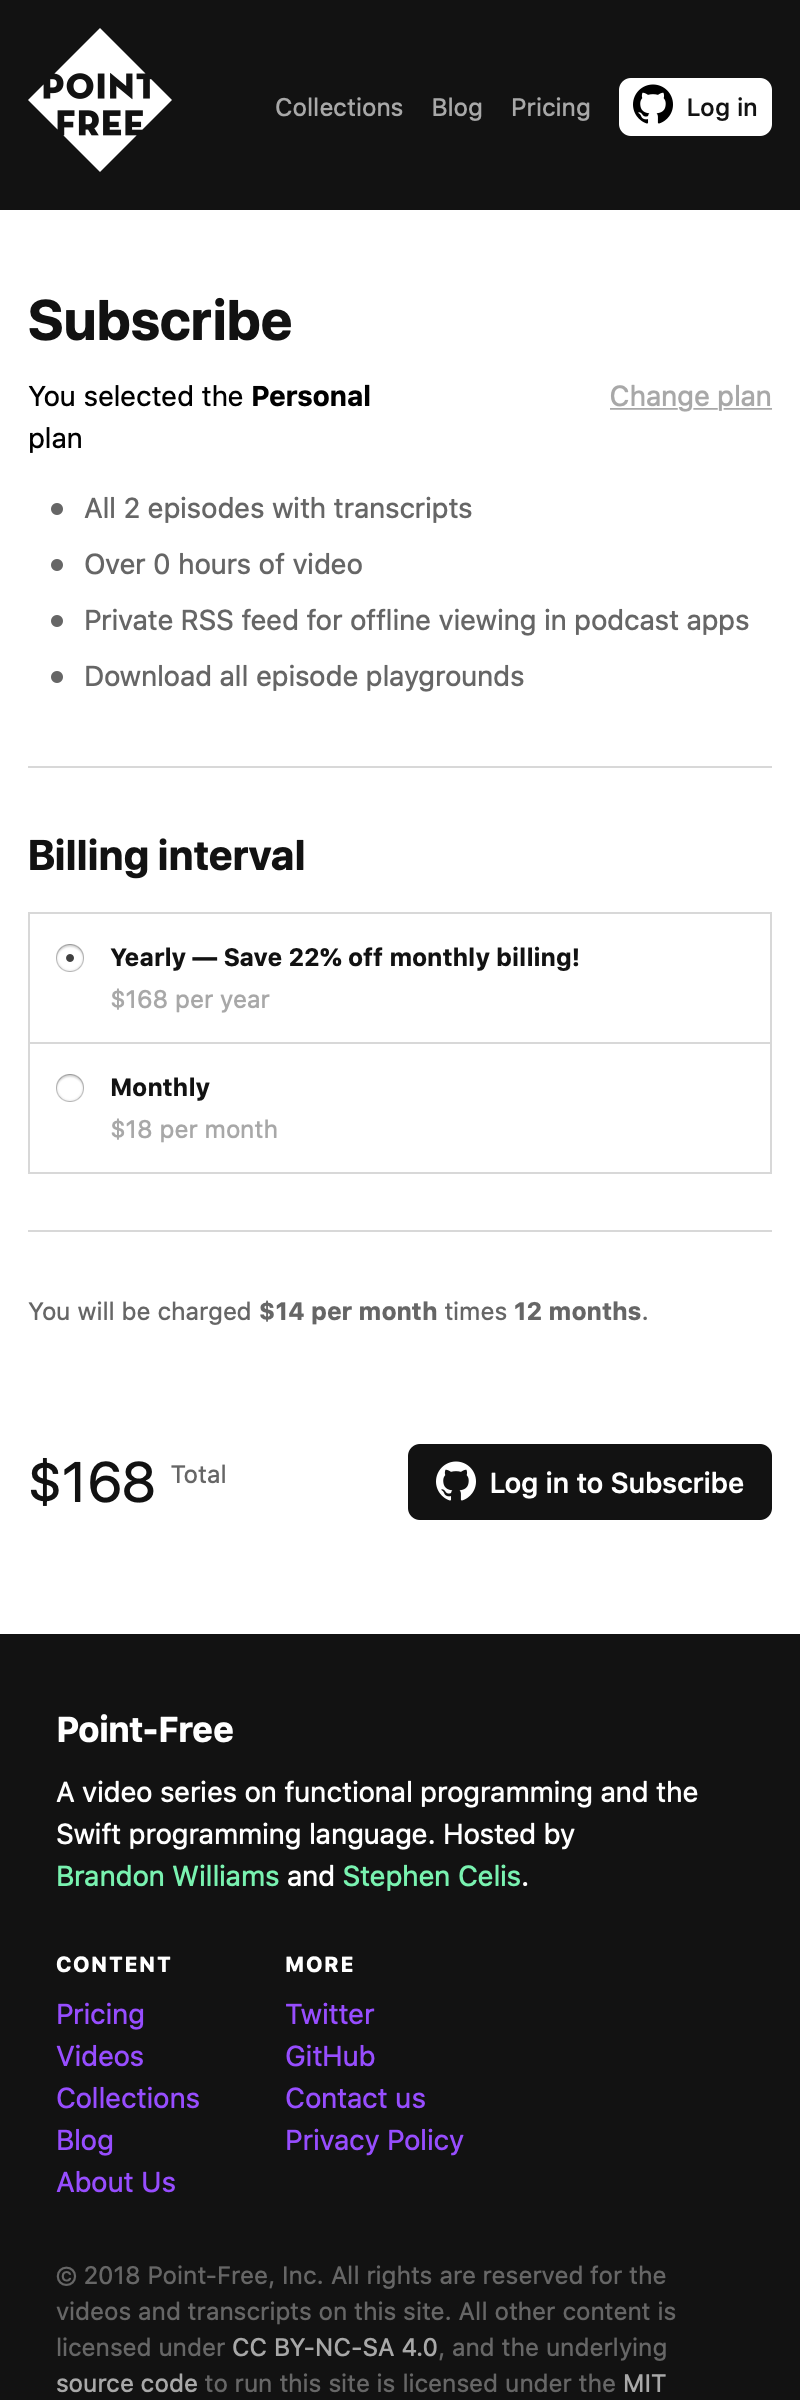 POINT
FREE
Collections Blog Pricing Log in
Subscribe
You selected the Personal
plan
Change plan
All 2 episodes with transcripts
Over 0 hours of video
Private RSS feed for offline viewing in podcast apps
Download all episode playgrounds
Billing interval
Yearly — Save 22% off monthly billing!
$168 per year
Monthly
$18 per month
You will be charged $14 per month times 12 months.
$168 Total
Log in to Subscribe
Point-Free
A video series on functional programming and the
Swift programming language. Hosted by
Brandon Williams and Stephen Celis.
CONTENT
Pricing
Videos
Collections
Blog
About Us
MORE
Twitter
GitHub
Contact us
Privacy Policy
© 2018 Point-Free, Inc. All rights are reserved for the
videos and transcripts on this site. All other content is
licensed under CC BY-NC-SA 4.0, and the underlying
source code to run this site is licensed under the MIT